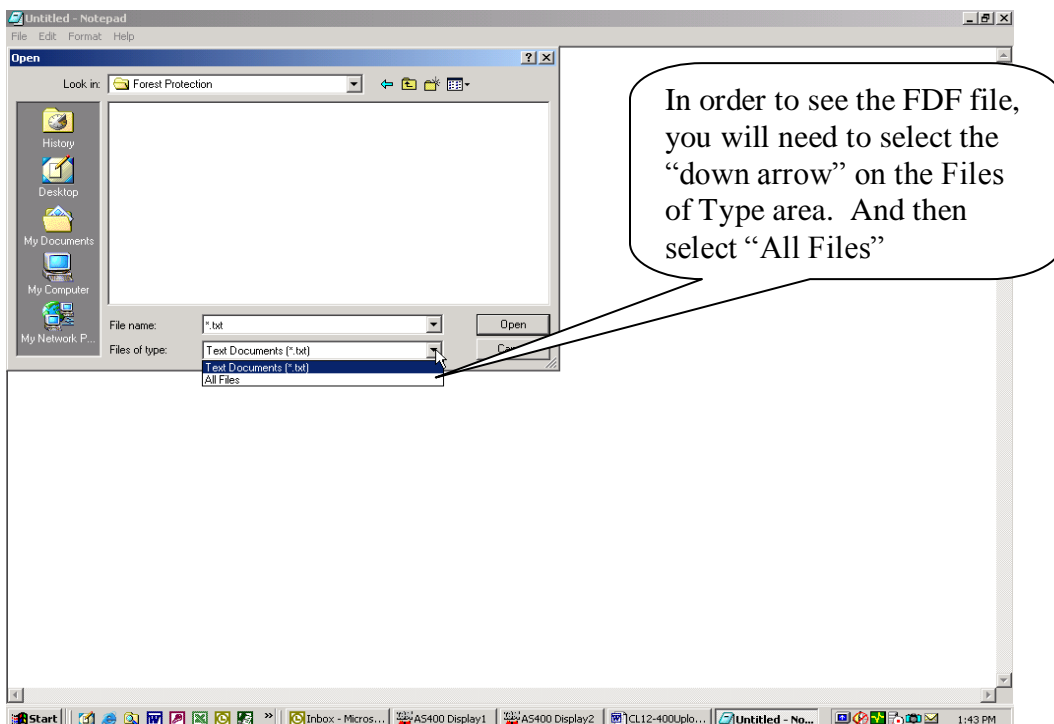 Untitled - Notepad
File Edit Format Help
Open
Look in: Forest Protection
In order to see the FDF file,
you will need to select the
“down arrow” on the Files
of Type area.  And then
select “All Files”
History
Desktop
My Documents
My Computer
My Network P...
File name: *.txt Open
Files of type: Text Documents (*.txt)
Text Documents (*.txt)
All Files
Start » Inbox - Micros... AS400 Display1 AS400 Display2 CL12-400Uplo... Untitled - No... 1:43 PM